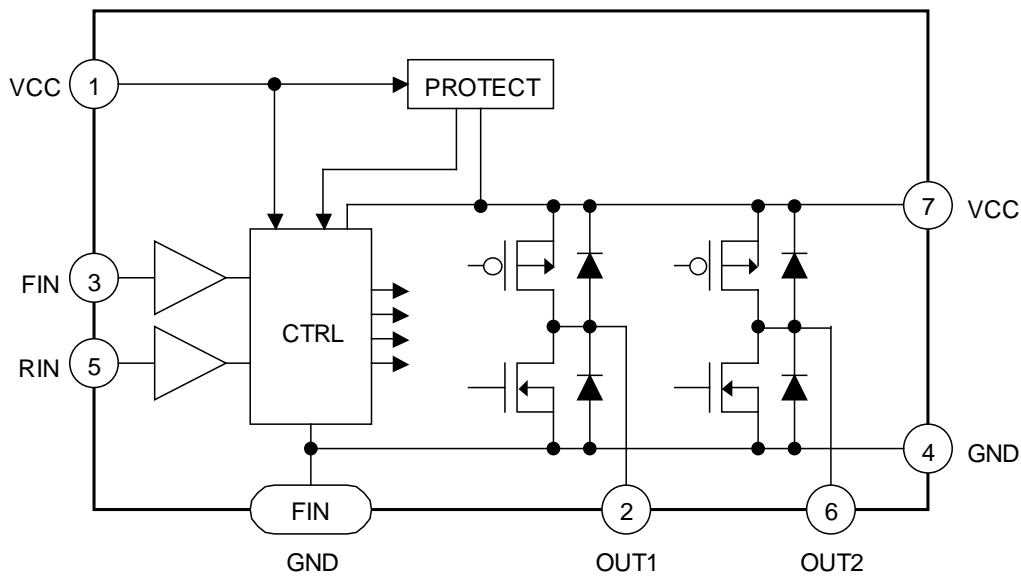 VCC 1
PROTECT
7 VCC
FIN 3
CTRL
RIN 5
4 GND
FIN
2
6
GND
OUT1
OUT2